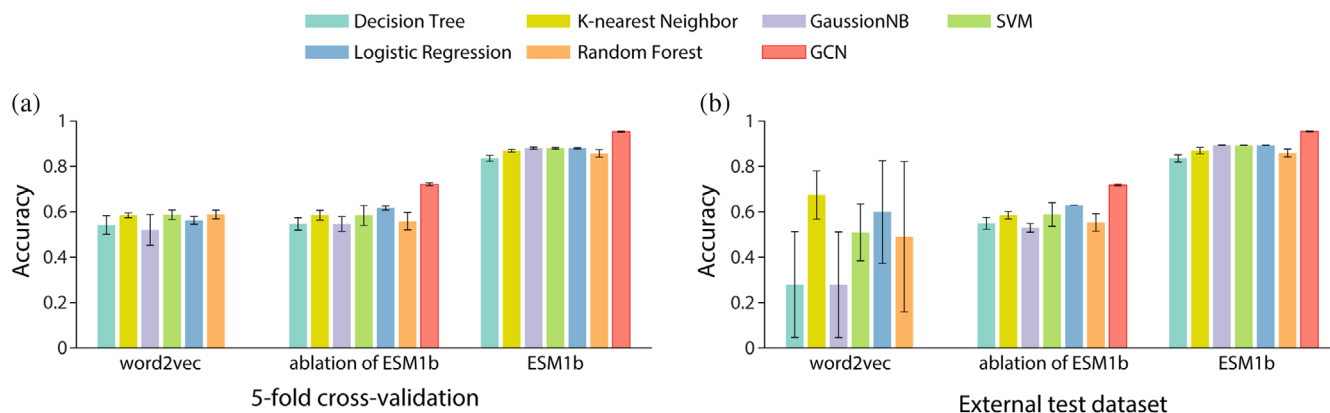 Decision Tree K-nearest Neighbor GaussionNB SVM
Logistic Regression Random Forest GCN
(a)
1
0.8
0.6
0.4
0.2
0
Accuracy
word2vec ablation of ESM1b ESM1b
5-fold cross-validation
(b)
1
0.8
0.6
0.4
0.2
0
Accuracy
word2vec ablation of ESM1b ESM1b
External test dataset